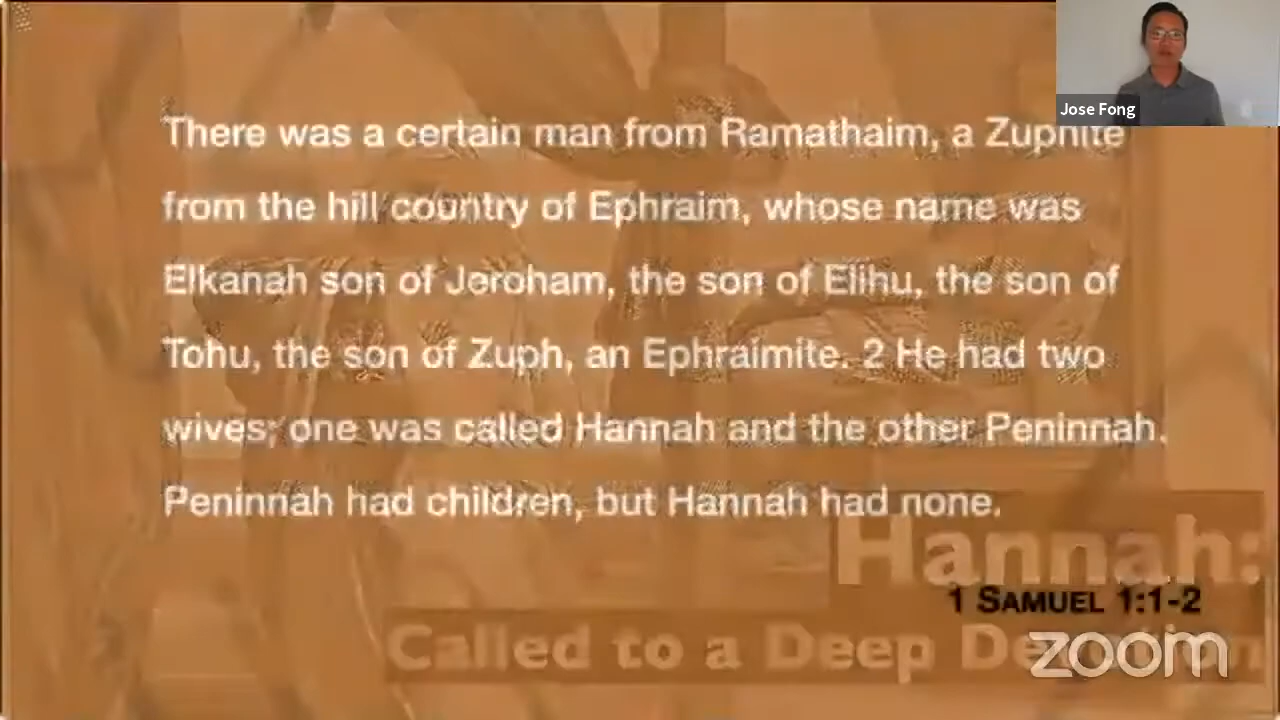 Jose Fong
There was a certain man from Ramathaim, a Zuphite
from the hill country of Ephraim, whose name was
Elkanah son of Jeroham, the son of Elihu, the son of
Tohu, the son of Zuph, an Ephraimite. 2 He had two
wives; one was called Hannah and the other Peninnah.
Peninnah had children, but Hannah had none.
Hannah:
1 SAMUEL 1:1-2
Called to a Deep
zoom